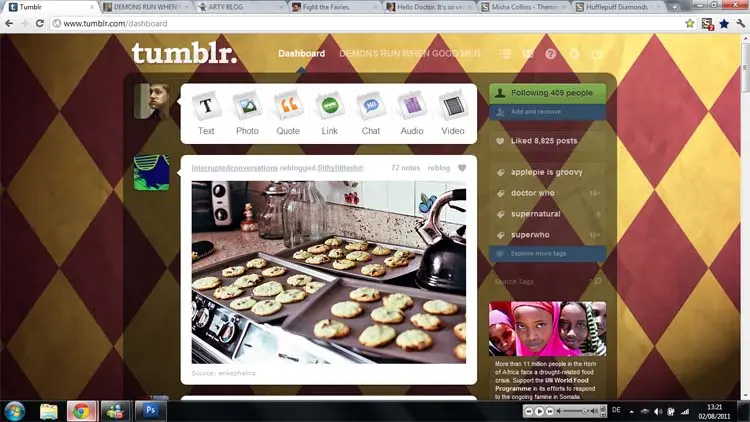 Tumblr
DEMONS RUN WHEN
ARTY BLOG
Fight the Fairies.
Hello Doctor. It's so ve
Misha Collins - Theme
Hufflepuff Diamonds
www.tumblr.com/dashboard
tumblr.
Dashboard
DEMONS RUN WHEN GOOD MEN
Text
Photo
Quote
Link
Chat
Audio
Video
Following 409 people
Add and remove
Liked 8,825 posts
interruptedconversations reblogged filthylittleshit:
72 notes
reblog
applepie is groovy
doctor who
supernatural
superwho
Explore more tags
Search Tags
Source: enkephelins
More than 11 million people in the Horn
of Africa face a drought-related food
crisis. Support the UN World Food
Programme in its efforts to respond
to the ongoing famine in Somalia.
Ps
DE
13:21
02/08/2011